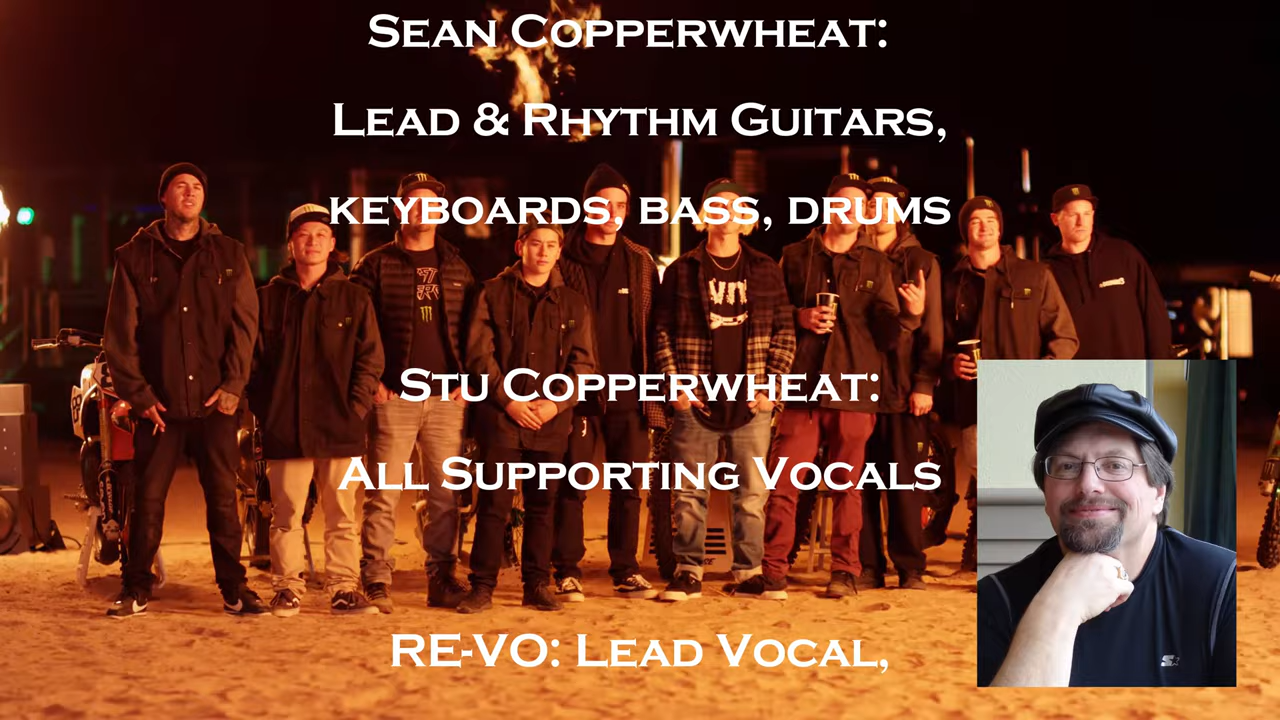 Sean Copperwheat:
Lead & Rhythm Guitars,
keyboards, bass, drums
Stu Copperwheat:
All Supporting Vocals
RE-VO: Lead Vocal,